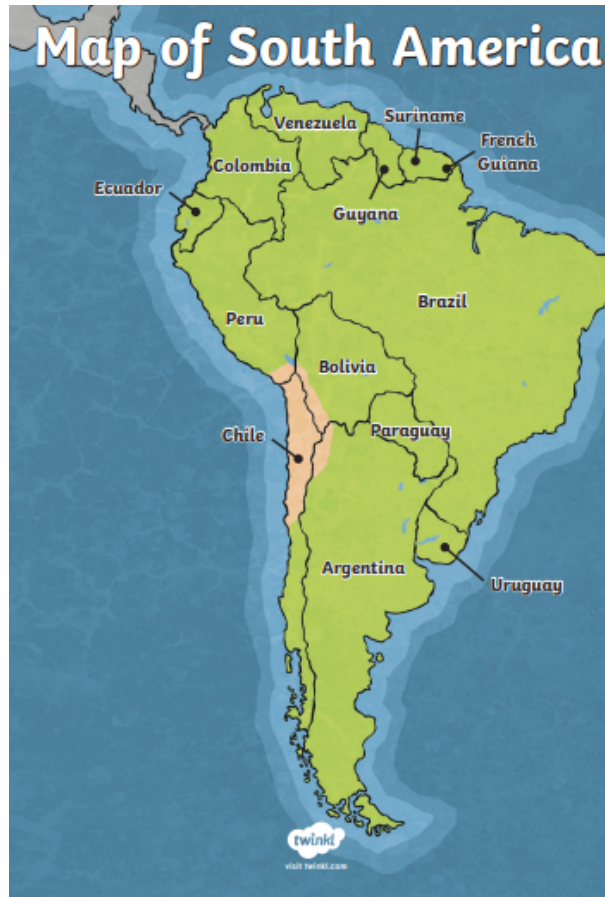 Map of South America
Venezuela
Suriname
French
Guiana
Colombia
Ecuador
Guyana
Brazil
Peru
Bolivia
Chile
Paraguay
Argentina
Uruguay
twinkl
visit twinkl.com